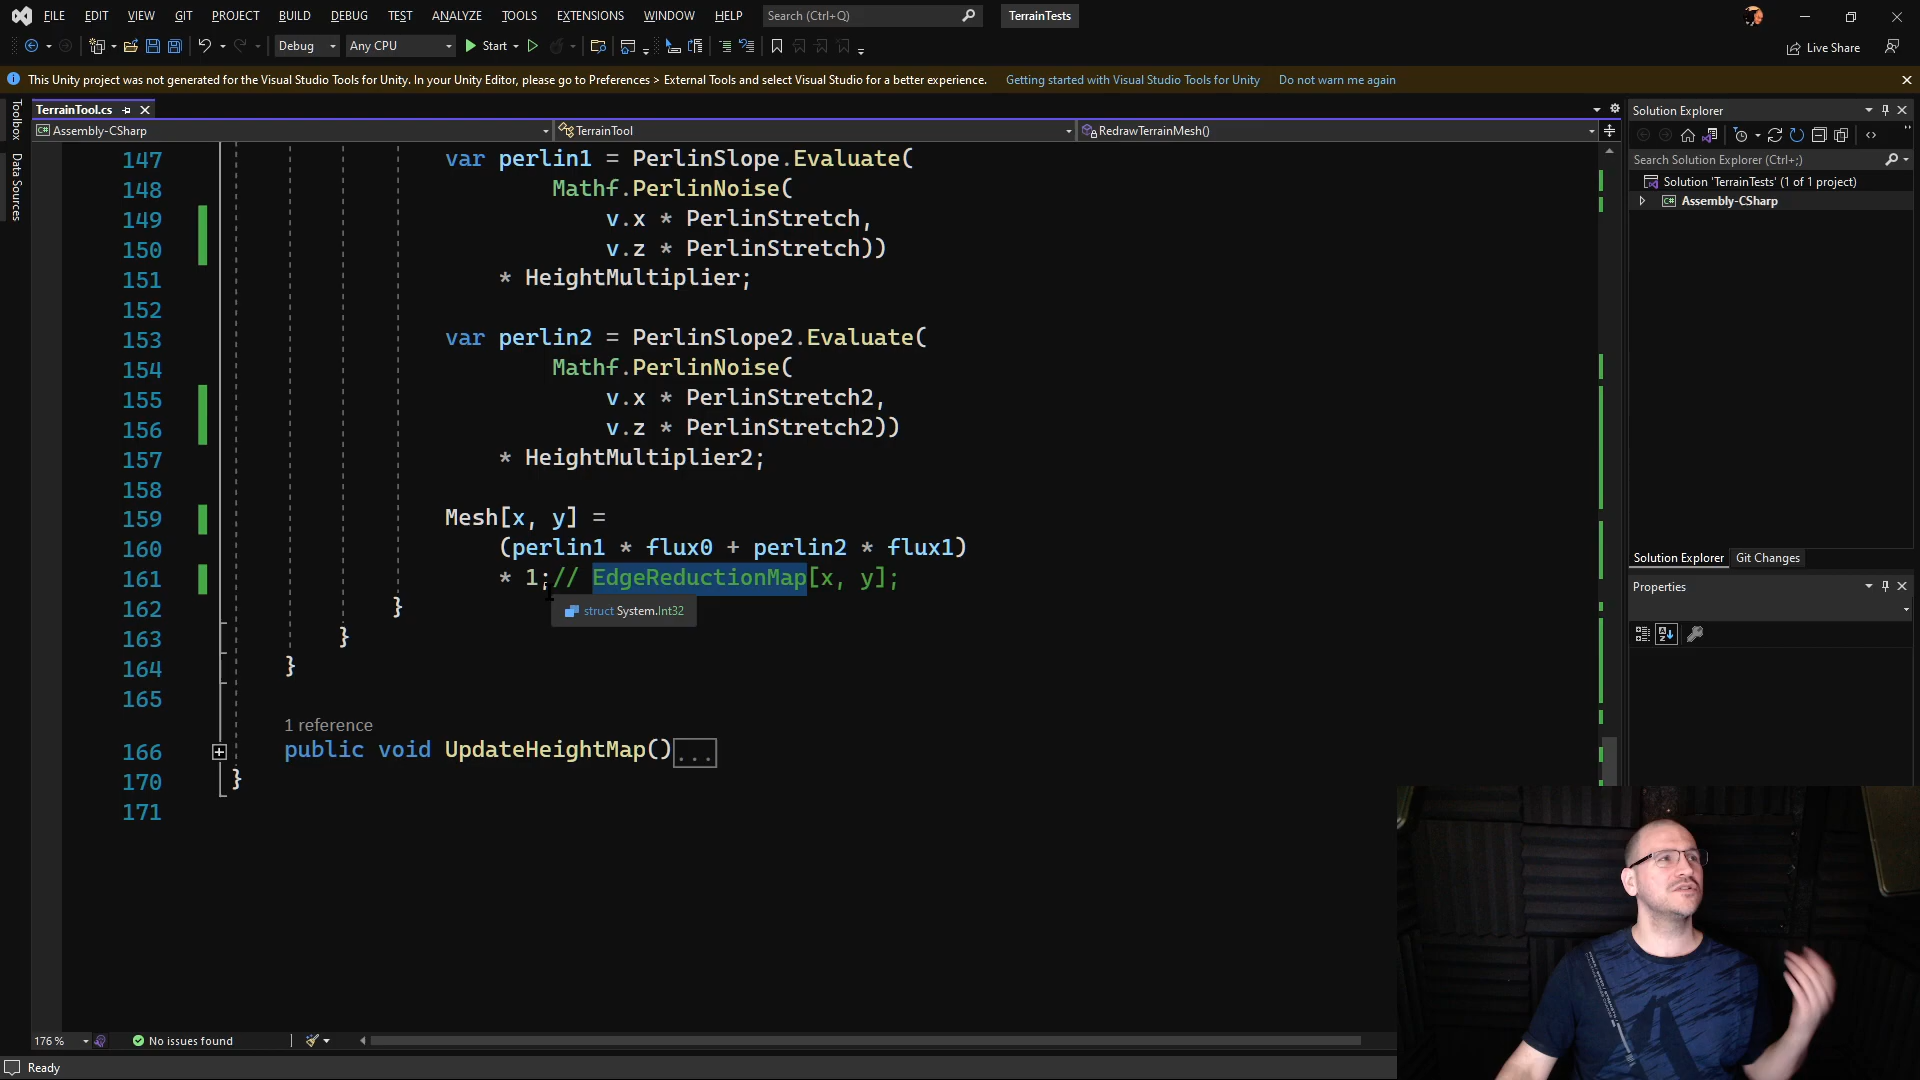 FILE EDIT VIEW GIT PROJECT BUILD DEBUG TEST ANALYZE TOOLS EXTENSIONS WINDOW HELP Search (Ctrl+Q) TerrainTests
Debug Any CPU Start Live Share
This Unity project was not generated for the Visual Studio Tools for Unity. In your Unity Editor, please go to Preferences > External Tools and select Visual Studio for a better experience. Getting started with Visual Studio Tools for Unity Do not warn me again
Toolbox
Data Sources
TerrainTool.cs
Assembly-CSharp TerrainTool RedrawTerrainMesh()
147 var perlin1 = PerlinSlope.Evaluate(
148 Mathf.PerlinNoise(
149 v.x * PerlinStretch,
150 v.z * PerlinStretch))
151 * HeightMultiplier;
152
153 var perlin2 = PerlinSlope2.Evaluate(
154 Mathf.PerlinNoise(
155 v.x * PerlinStretch2,
156 v.z * PerlinStretch2))
157 * HeightMultiplier2;
158
159 Mesh[x, y] =
160 (perlin1 * flux0 + perlin2 * flux1)
161 * 1;// EdgeReductionMap[x, y];
struct System.Int32
162 }
163 }
164 }
165
1 reference
166 public void UpdateHeightMap()...
170 }
171
Solution Explorer
Search Solution Explorer (Ctrl+;)
Solution 'TerrainTests' (1 of 1 project)
Assembly-CSharp
Solution Explorer Git Changes
Properties
176 % No issues found
Ready